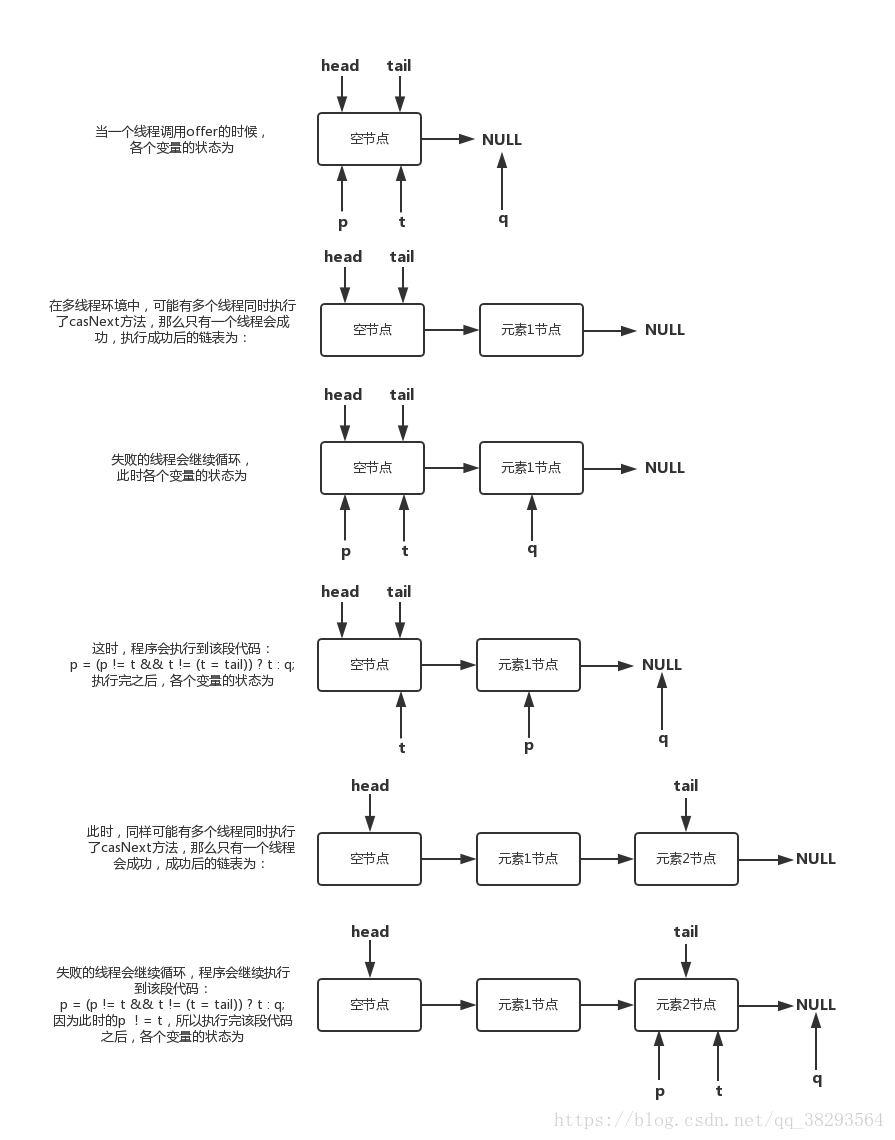 head tail
当一个线程调用offer的时候，
各个变量的状态为
空节点
NULL
p t q
head tail
在多线程环境中，可能有多个线程同时执行
了casNext方法，那么只有一个线程会成
功，执行成功后的链表为：
空节点 元素1节点 NULL
head tail
失败的线程会继续循环，
此时各个变量的状态为
空节点 元素1节点 NULL
p t q
head tail
这时，程序会执行到该段代码：
p = (p != t && t != (t = tail)) ? t : q;
执行完之后，各个变量的状态为
空节点 元素1节点 NULL
t p q
head tail
此时，同样可能有多个线程同时执行
了casNext方法，那么只有一个线程
会成功，成功后的链表为：
空节点 元素1节点 元素2节点 NULL
head tail
失败的线程会继续循环，程序会继续执行
到该段代码：
p = (p != t && t != (t = tail)) ? t : q;
因为此时的p ！= t，所以执行完该段代码
之后，各个变量的状态为
空节点 元素1节点 元素2节点 NULL
p t q
https://blog.csdn.net/qq_38293564